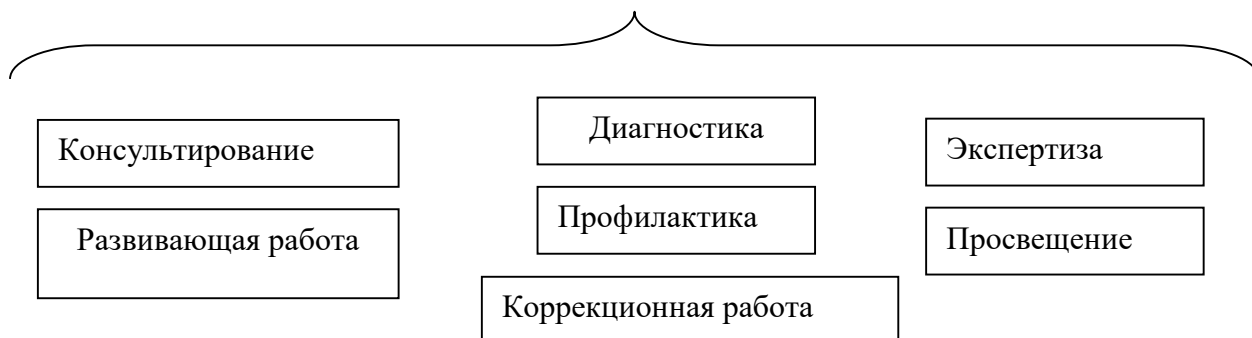 Консультирование
Развивающая работа
Диагностика
Профилактика
Коррекционная работа
Экспертиза
Просвещение